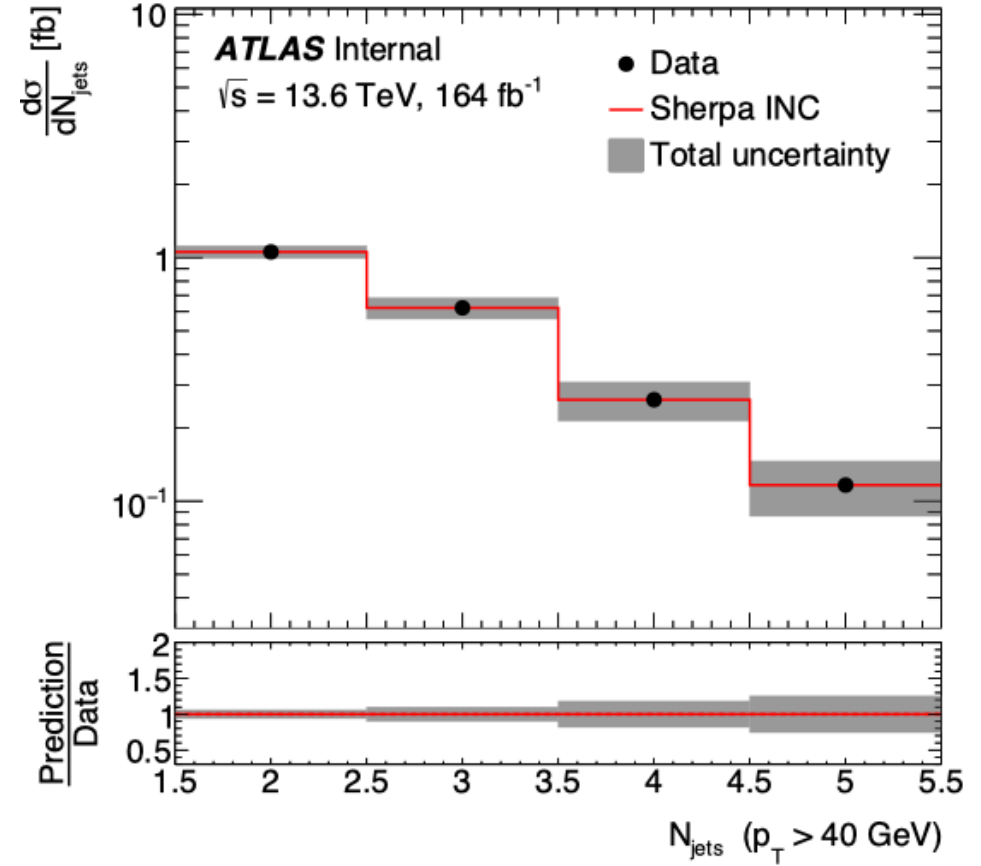 dσ
dN_jets [fb]
ATLAS Internal
√s = 13.6 TeV, 164 fb⁻¹
Data
Sherpa INC
Total uncertainty
10
1
10⁻¹
Prediction
Data
2
1.5
1
0.5
1.5 2 2.5 3 3.5 4 4.5 5 5.5
N_jets (p_T > 40 GeV)